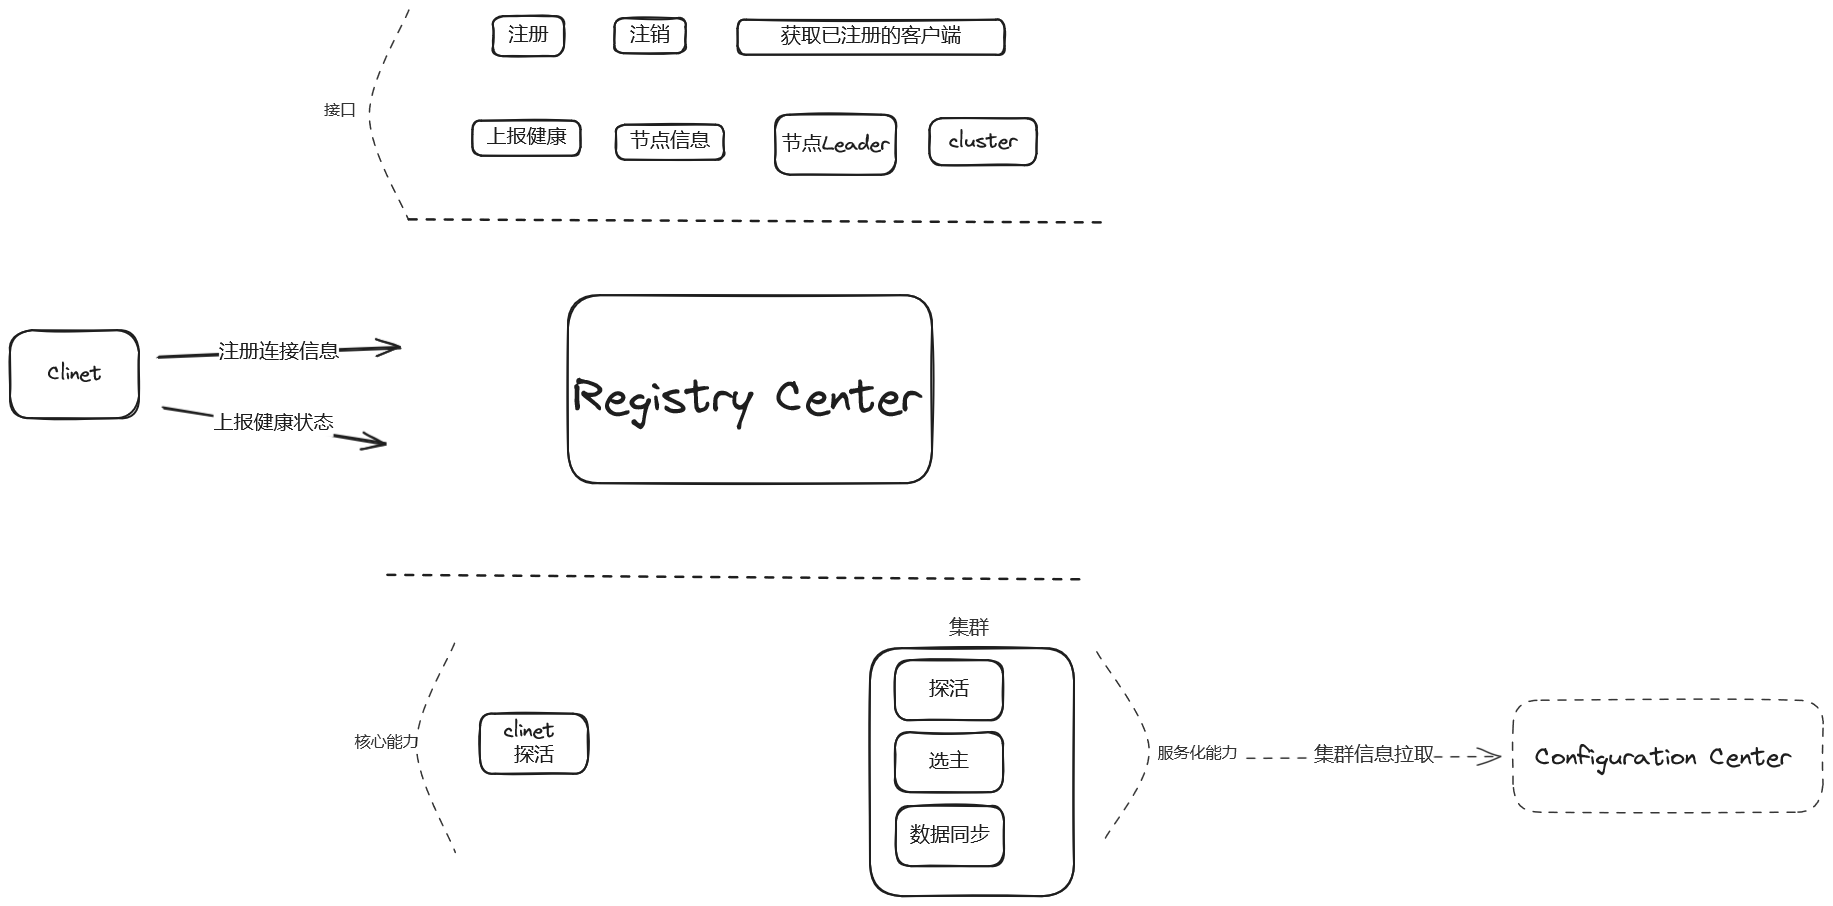 注册
注销
获取已注册的客户端
接口
上报健康
节点信息
节点Leader
cluster
Clinet
注册连接信息
上报健康状态
Registry Center
集群
核心能力
clinet
探活
探活
选主
数据同步
服务化能力
集群信息拉取
Configuration Center